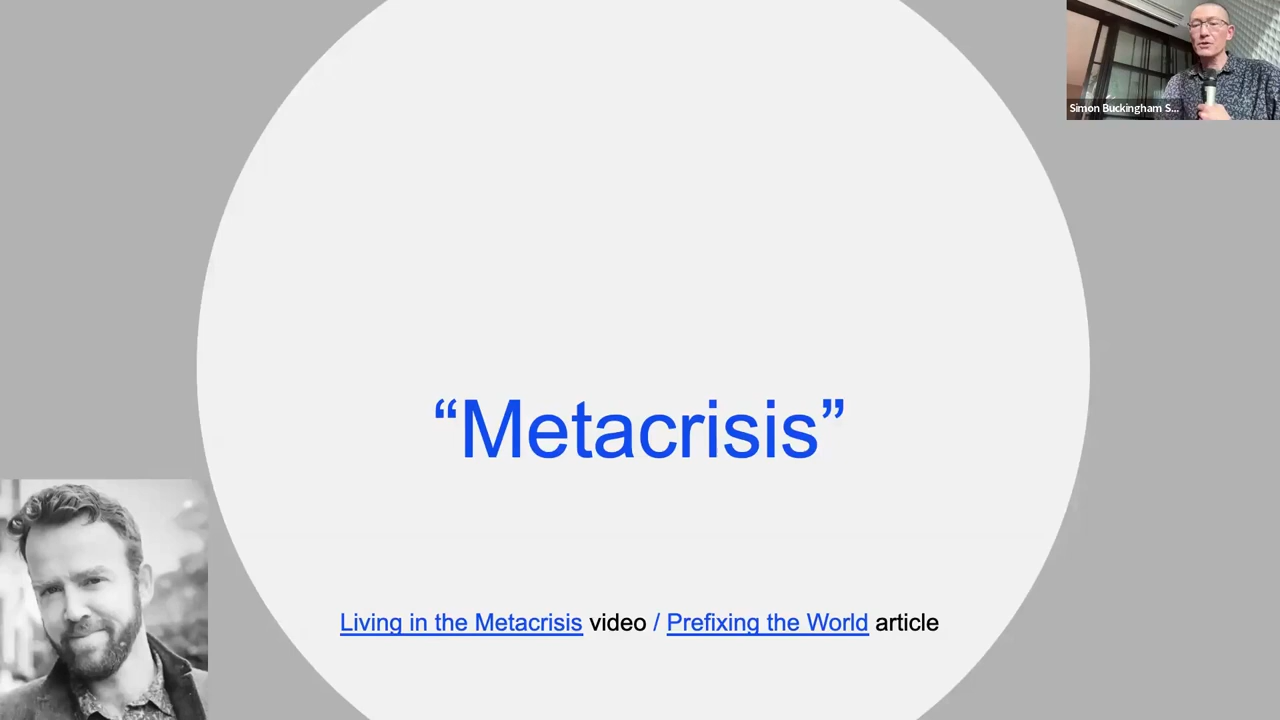 Simon Buckingham S...
“Metacrisis”
Living in the Metacrisis video / Prefixing the World article